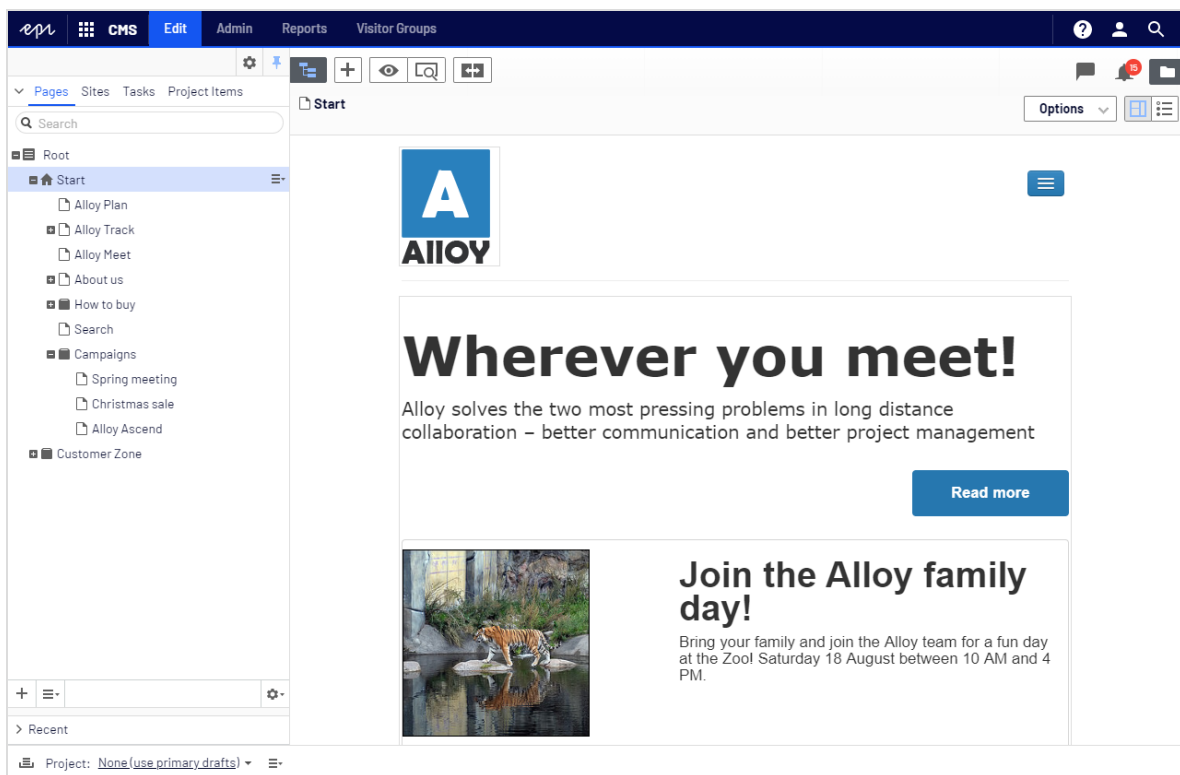 epi CMS Edit Admin Reports Visitor Groups
15
Pages Sites Tasks Project Items
Start
Options
Search
Root
Start
Alloy Plan
Alloy Track
Alloy Meet
About us
How to buy
Search
Campaigns
Spring meeting
Christmas sale
Alloy Ascend
Customer Zone
A
AllOY
Wherever you meet!
Alloy solves the two most pressing problems in long distance
collaboration – better communication and better project management
Read more
Join the Alloy family
day!
Bring your family and join the Alloy team for a fun day
at the Zoo! Saturday 18 August between 10 AM and 4
PM.
Recent
Project: None (use primary drafts)